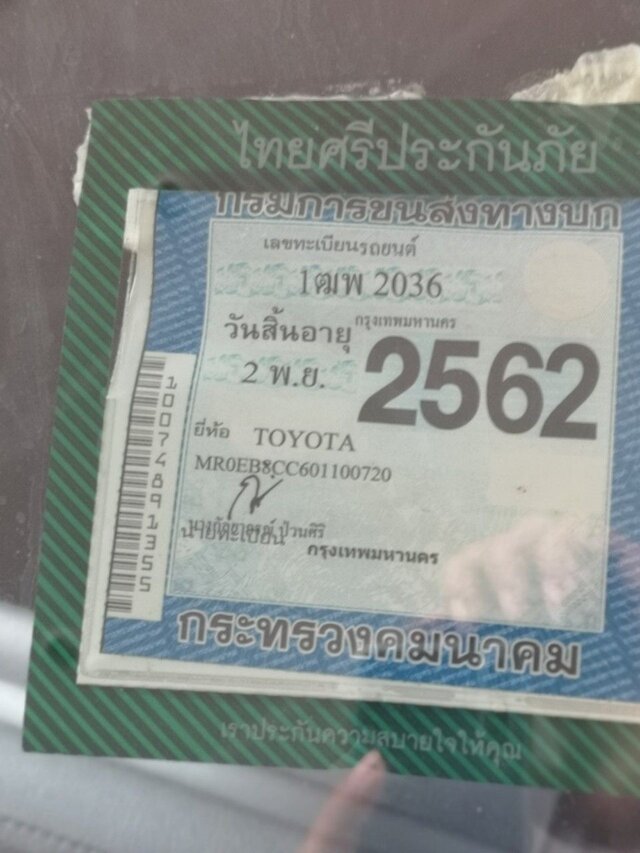 ไทยศรีประกันภัย
กรมการขนส่งทางบก
เลขทะเบียนรถยนต์
1ฒพ 2036
กรุงเทพมหานคร
วันสิ้นอายุ
2 พ.ย.
2562
ยี่ห้อ TOYOTA
MR0EB8CC601100720
ป่วนศิริ
นายทะเบียน
กรุงเทพมหานคร
กระทรวงคมนาคม
10074891355
เราประกันความสบายใจให้คุณ